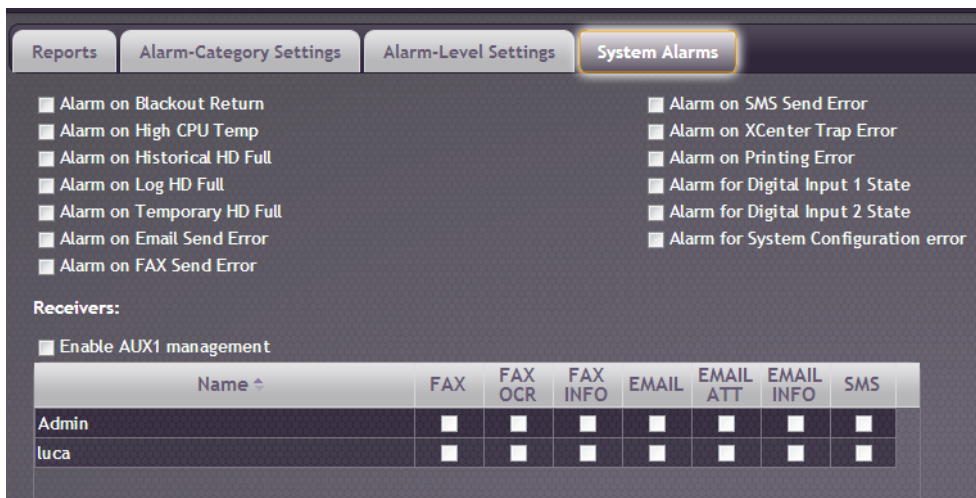 Reports Alarm-Category Settings Alarm-Level Settings System Alarms
Alarm on Blackout Return
Alarm on High CPU Temp
Alarm on Historical HD Full
Alarm on Log HD Full
Alarm on Temporary HD Full
Alarm on Email Send Error
Alarm on FAX Send Error
Alarm on SMS Send Error
Alarm on XCenter Trap Error
Alarm on Printing Error
Alarm for Digital Input 1 State
Alarm for Digital Input 2 State
Alarm for System Configuration error
Receivers:
Enable AUX1 management
Name FAX FAX OCR FAX INFO EMAIL EMAIL ATT EMAIL INFO SMS
Admin
luca